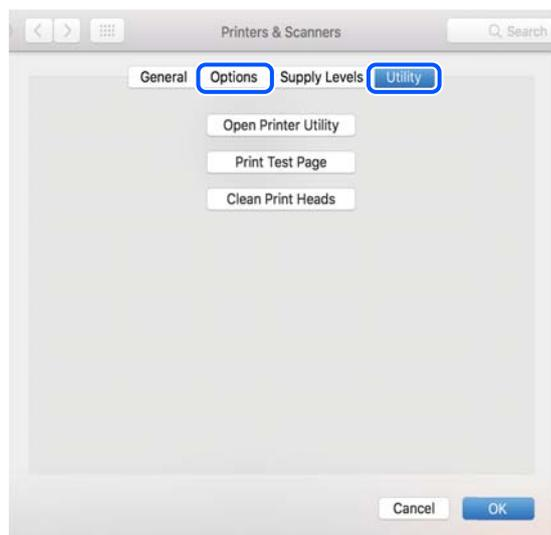 Printers & Scanners
Search
General Options Supply Levels Utility
Open Printer Utility
Print Test Page
Clean Print Heads
Cancel OK